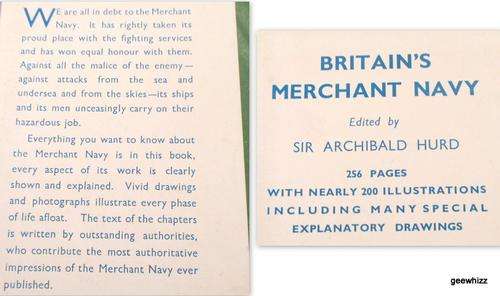 WE are all in debt to the Merchant
Navy. It has rightly taken its
proud place with the fighting services
and has won equal honour with them.
Against all the malice of the enemy—
against attacks from the sea and
undersea and from the skies—its ships
and its men unceasingly carry on their
hazardous job.
Everything you want to know about
the Merchant Navy is in this book,
every aspect of its work is clearly
shown and explained. Vivid drawings
and photographs illustrate every phase
of life afloat. The text of the chapters
is written by outstanding authorities,
who contribute the most authoritative
impressions of the Merchant Navy ever
published.
BRITAIN'S
MERCHANT NAVY
Edited by
SIR ARCHIBALD HURD
256 PAGES
WITH NEARLY 200 ILLUSTRATIONS
INCLUDING MANY SPECIAL
EXPLANATORY DRAWINGS
geewhizz